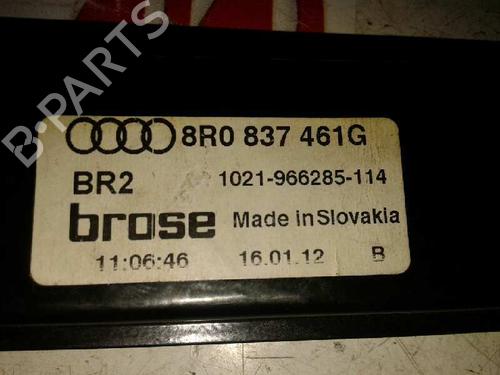 B-PARTS
8R0 837 461G
BR2 1021-966285-114
brose Made in Slovakia
11:06:46 16.01.12 B